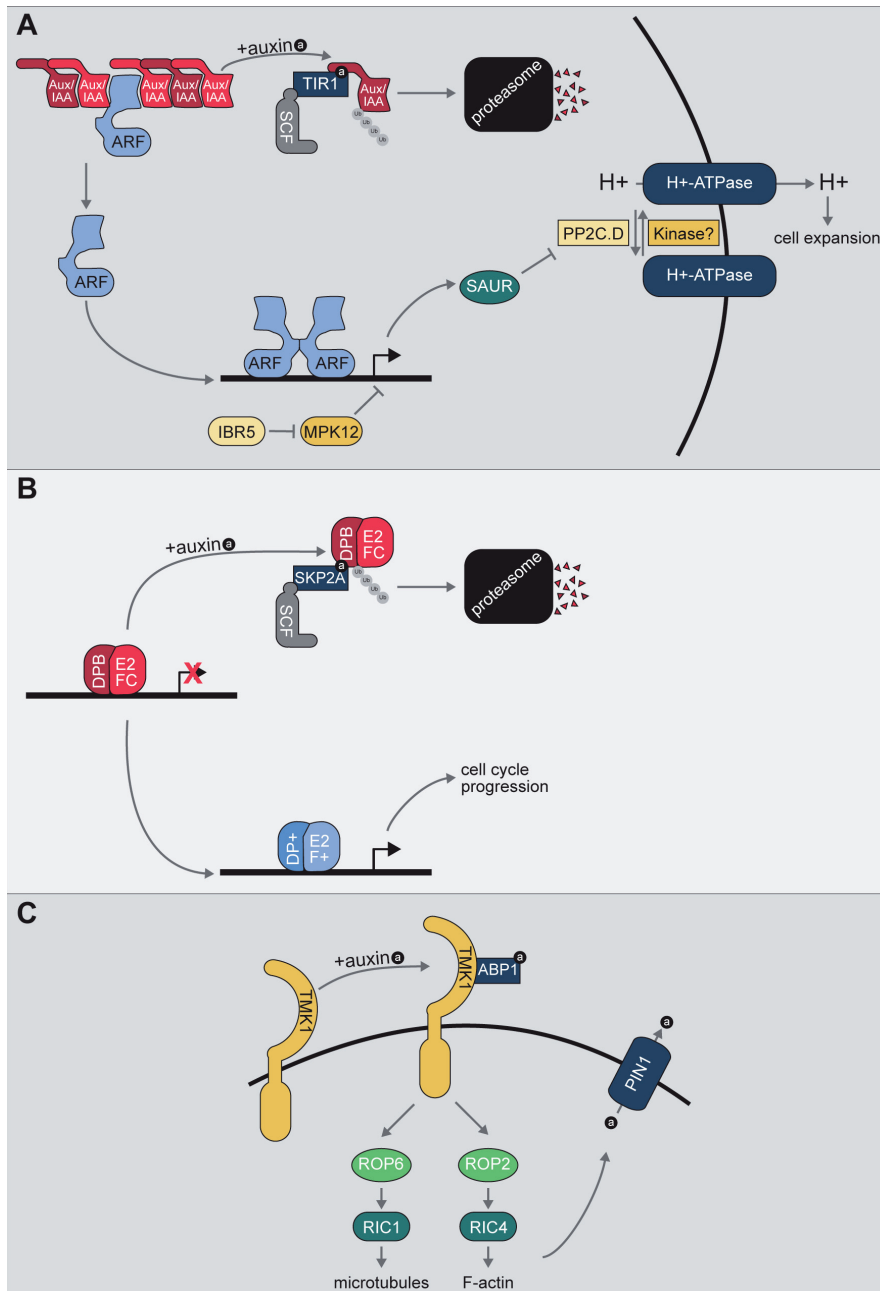 A
+auxin a
Aux/
IAA
Aux/
IAA
Aux/
IAA
Aux/
IAA
Aux/
IAA
ARF
TIR1
a
Aux/
IAA
SCF
Ub
Ub
Ub
Ub
proteasome
H+
H+-ATPase
H+
PP2C.D
Kinase?
cell expansion
H+-ATPase
ARF
SAUR
ARF
ARF
IBR5
MPK12
B
+auxin a
DPB
E2
FC
a
SKP2A
Ub
Ub
Ub
Ub
SCF
proteasome
DPB
E2
FC
X
cell cycle
progression
DP+
E2
F+
C
+auxin a
TMK1
TMK1
a
ABP1
a
PIN1
a
ROP6
ROP2
RIC1
RIC4
microtubules
F-actin